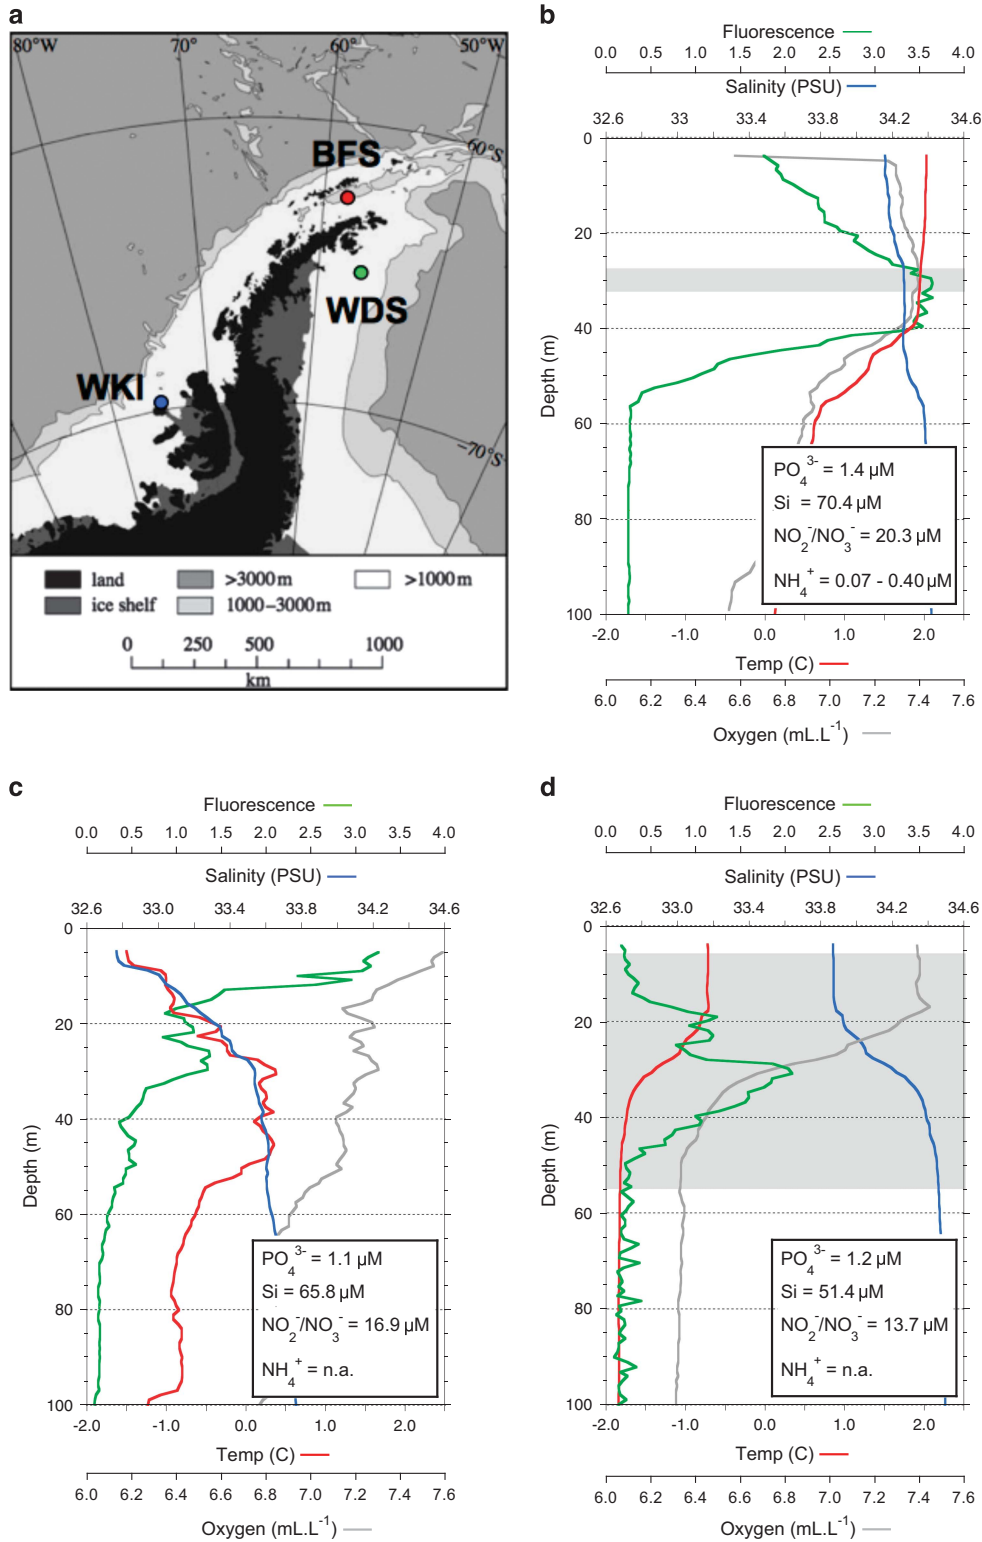 a
80°W 70° 60° 50°W
BFS
60°S
WDS
WKI
–70°S
land >3000 m >1000 m
ice shelf 1000–3000 m
0 250 500 1000
km
b
Fluorescence
0.0 0.5 1.0 1.5 2.0 2.5 3.0 3.5 4.0
Salinity (PSU)
32.6 33 33.4 33.8 34.2 34.6
0
20
40
60
80
100
Depth (m)
PO₄³⁻ = 1.4 µM
Si = 70.4 µM
NO₂⁻/NO₃⁻ = 20.3 µM
NH₄⁺ = 0.07 - 0.40 µM
-2.0 -1.0 0.0 1.0 2.0
Temp (C)
6.0 6.2 6.4 6.6 6.8 7.0 7.2 7.4 7.6
Oxygen (mL.L⁻¹)
c
Fluorescence
0.0 0.5 1.0 1.5 2.0 2.5 3.0 3.5 4.0
Salinity (PSU)
32.6 33.0 33.4 33.8 34.2 34.6
0
20
40
60
80
100
Depth (m)
PO₄³⁻ = 1.1 µM
Si = 65.8 µM
NO₂⁻/NO₃⁻ = 16.9 µM
NH₄⁺ = n.a.
-2.0 -1.0 0.0 1.0 2.0
Temp (C)
6.0 6.2 6.4 6.6 6.8 7.0 7.2 7.4 7.6
Oxygen (mL.L⁻¹)
d
Fluorescence
0.0 0.5 1.0 1.5 2.0 2.5 3.0 3.5 4.0
Salinity (PSU)
32.6 33.0 33.4 33.8 34.2 34.6
0
20
40
60
80
100
Depth (m)
PO₄³⁻ = 1.2 µM
Si = 51.4 µM
NO₂⁻/NO₃⁻ = 13.7 µM
NH₄⁺ = n.a.
-2.0 -1.0 0.0 1.0 2.0
Temp (C)
6.0 6.2 6.4 6.6 6.8 7.0 7.2 7.4 7.6
Oxygen (mL.L⁻¹)